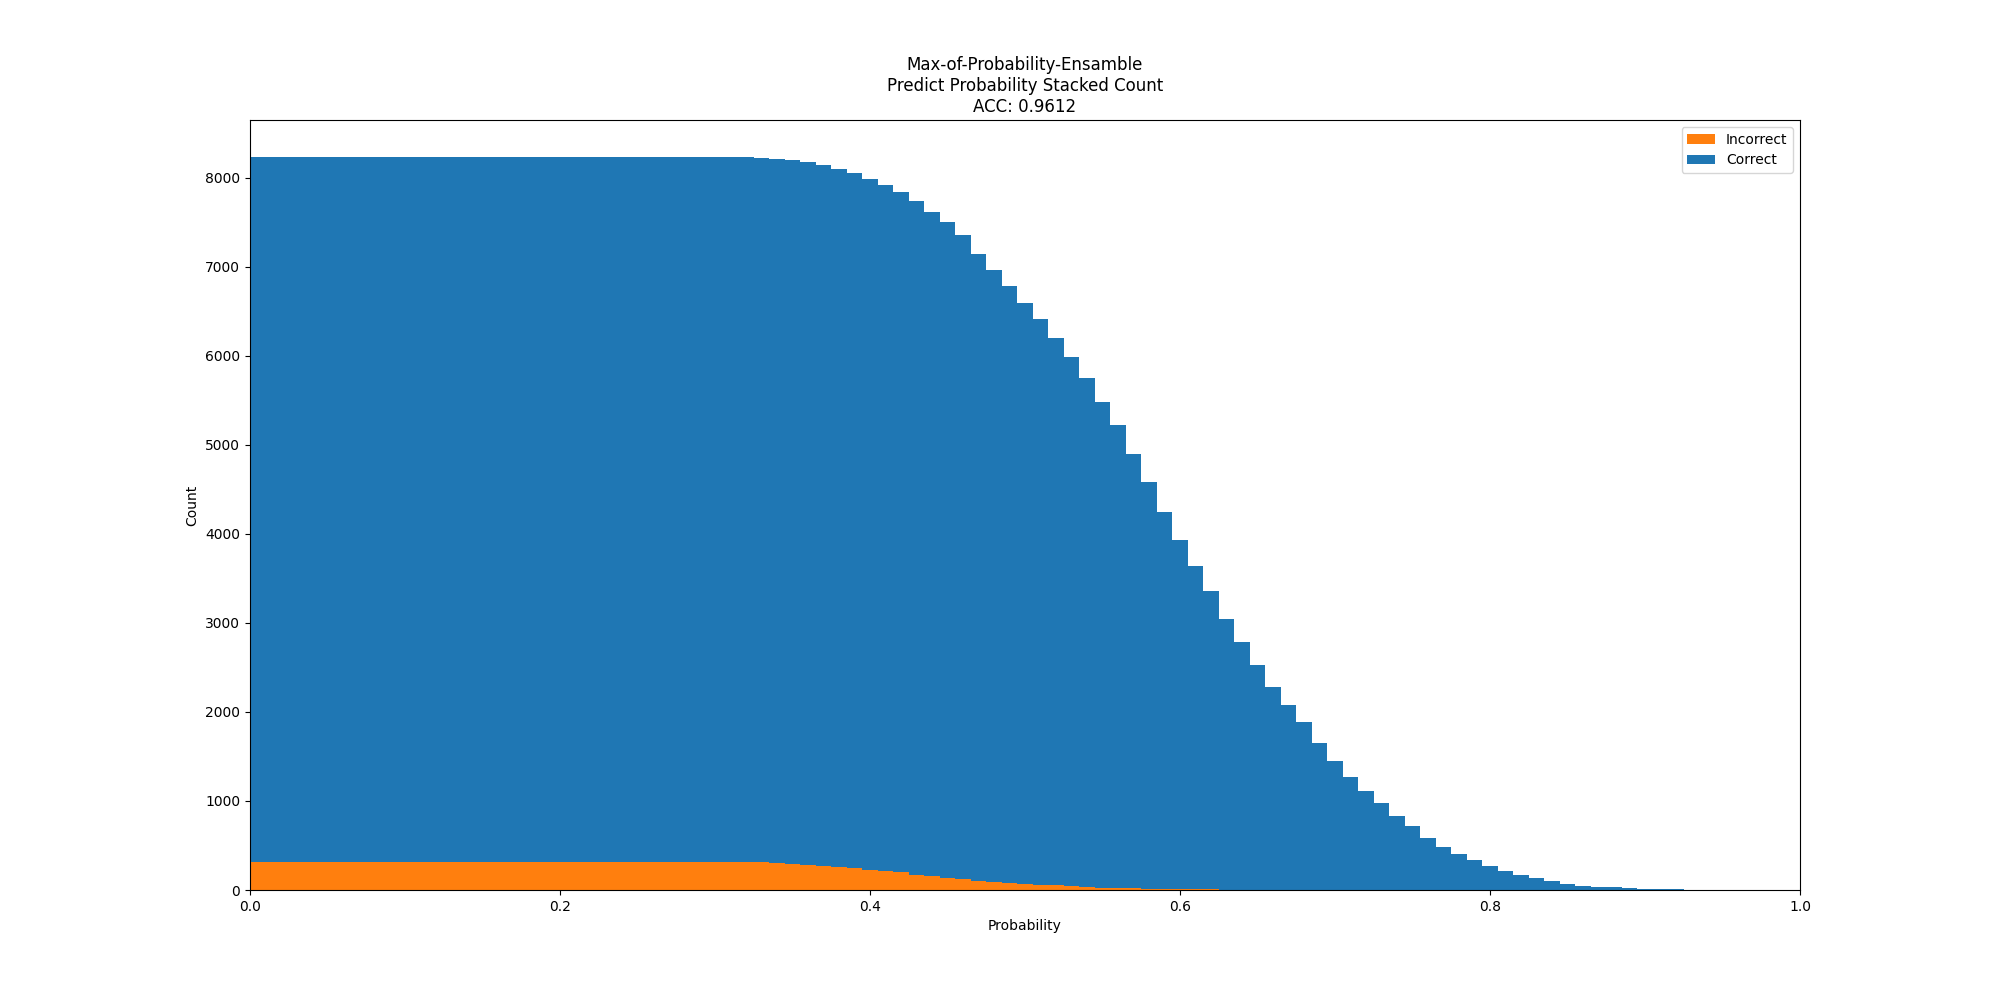 Max-of-Probability-Ensamble
Predict Probability Stacked Count
ACC: 0.9612
Incorrect
Correct
8000
7000
6000
5000
4000
3000
2000
1000
0
Count
0.0 0.2 0.4 0.6 0.8 1.0
Probability